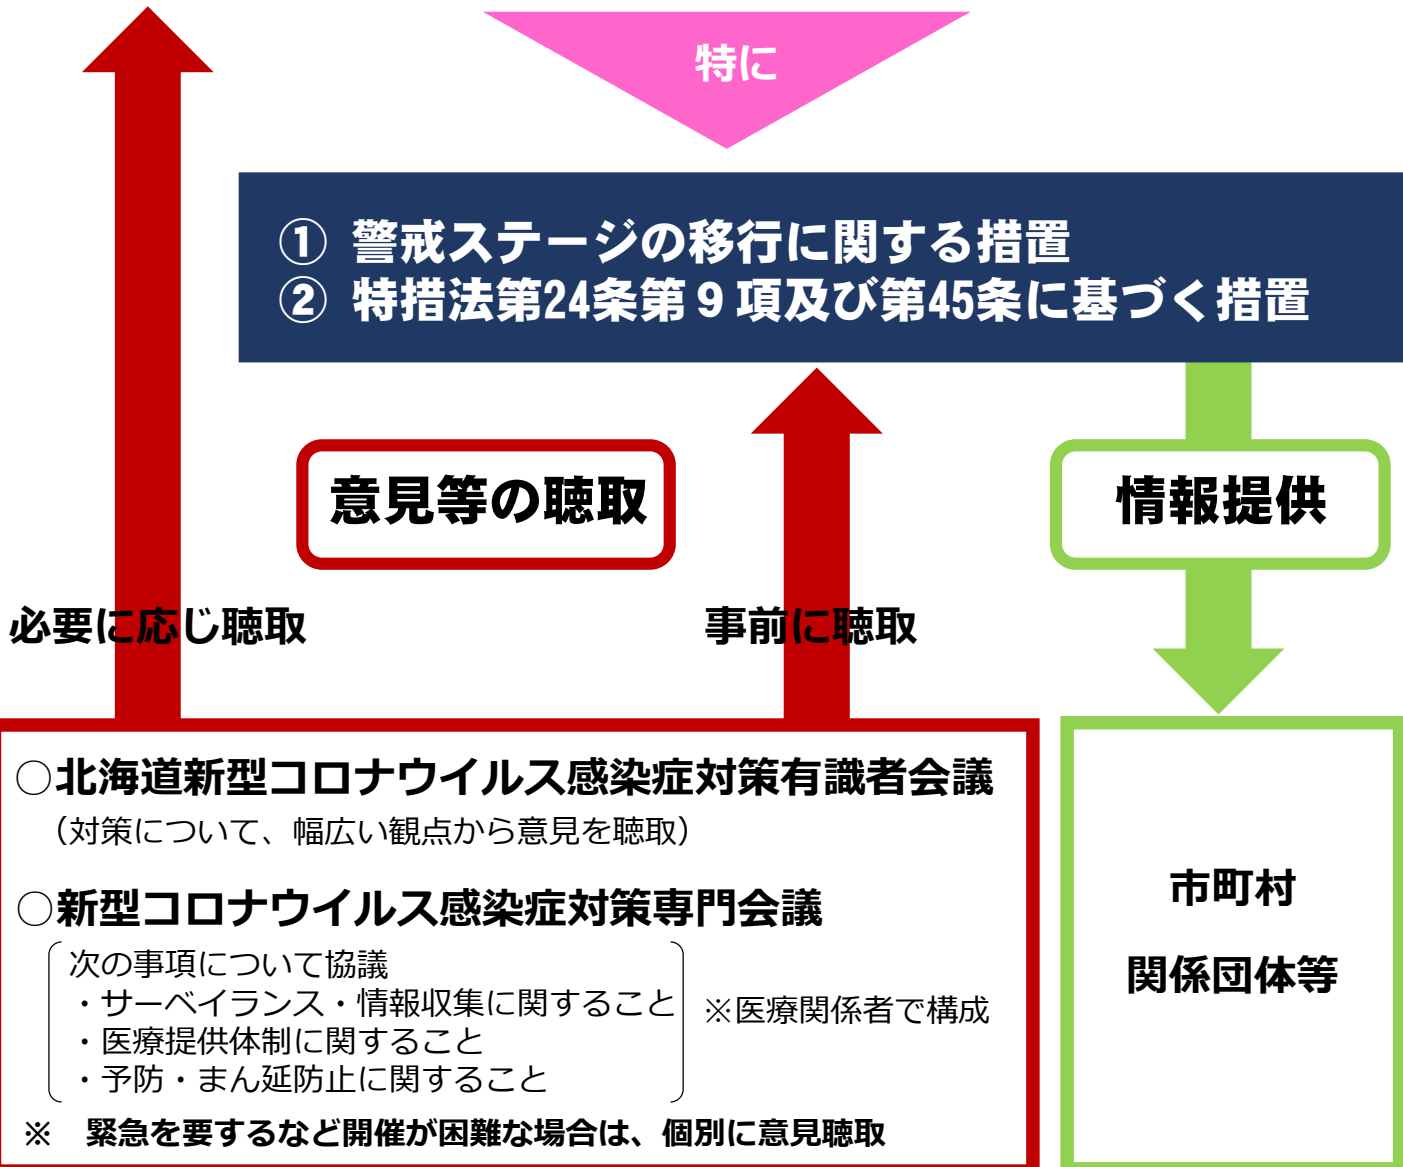 特に
① 警戒ステージの移行に関する措置
② 特措法第24条第９項及び第45条に基づく措置
意見等の聴取
情報提供
必要に応じ聴取
事前に聴取
○北海道新型コロナウイルス感染症対策有識者会議
（対策について、幅広い観点から意見を聴取）
○新型コロナウイルス感染症対策専門会議
次の事項について協議
・サーベイランス・情報収集に関すること
・医療提供体制に関すること
・予防・まん延防止に関すること
※医療関係者で構成
※　緊急を要するなど開催が困難な場合は、個別に意見聴取
市町村
関係団体等